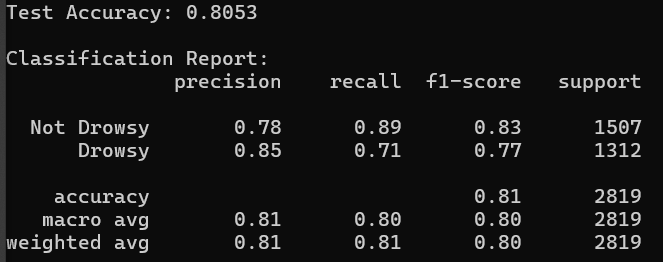 Test Accuracy: 0.8053
Classification Report:
precision recall f1-score support
Not Drowsy 0.78 0.89 0.83 1507
Drowsy 0.85 0.71 0.77 1312
accuracy 0.81 2819
macro avg 0.81 0.80 0.80 2819
weighted avg 0.81 0.81 0.80 2819